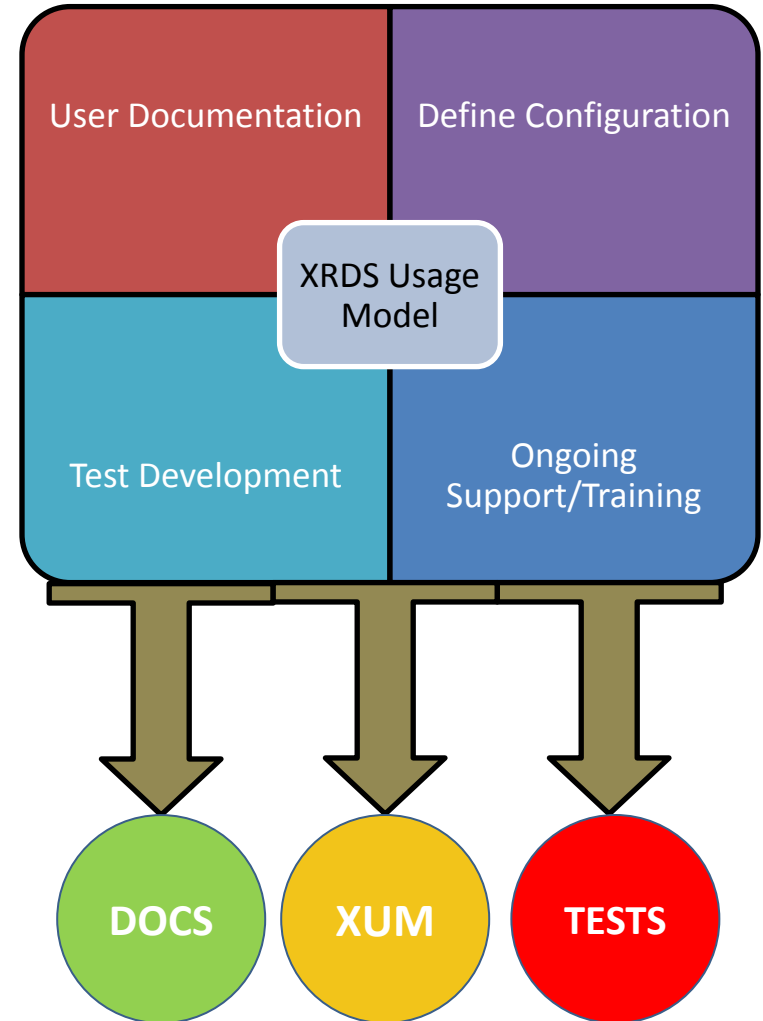 User Documentation
Define Configuration
XRDS Usage
Model
Test Development
Ongoing
Support/Training
DOCS
XUM
TESTS